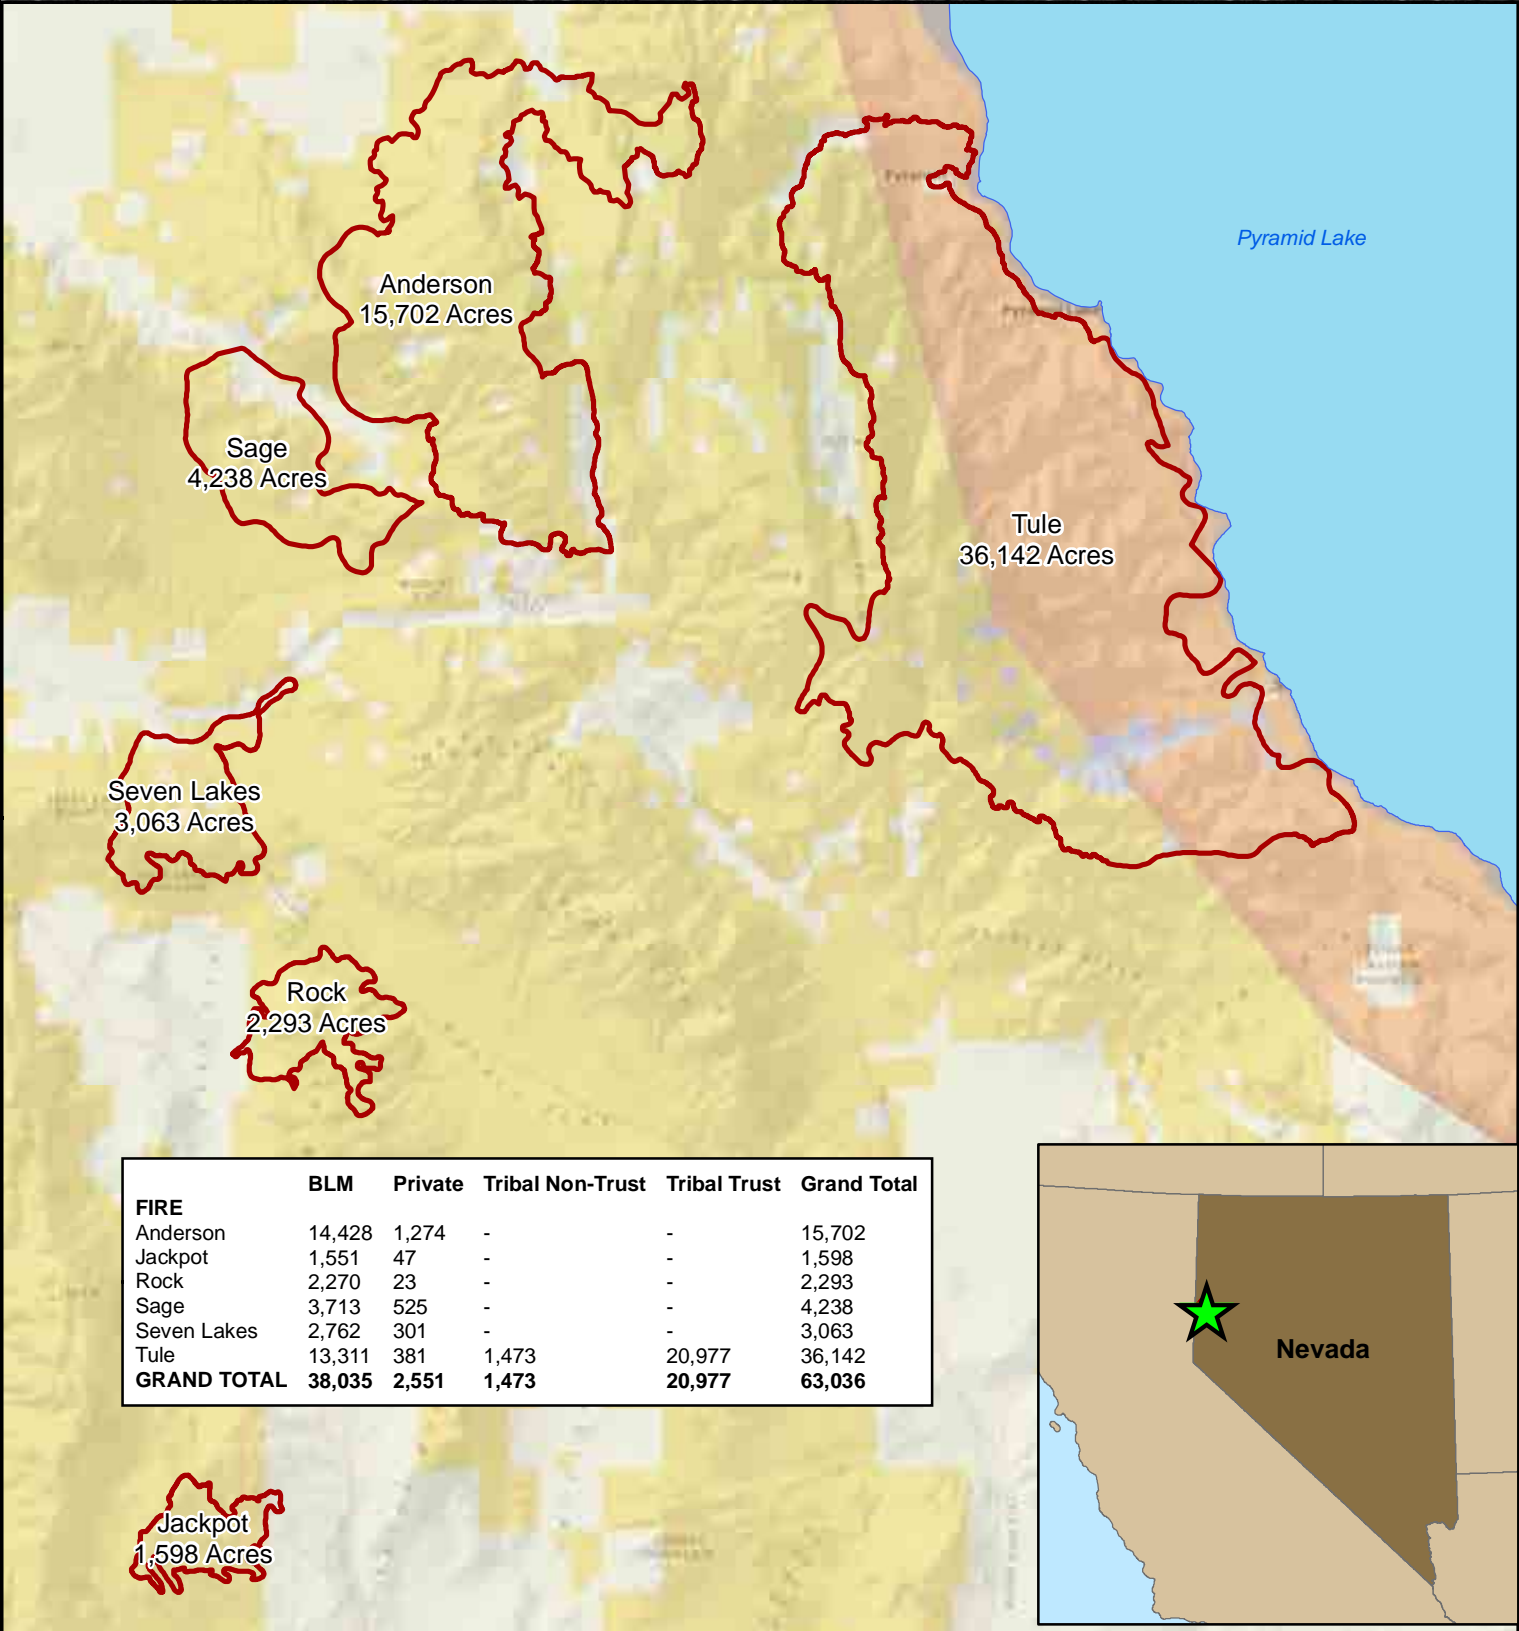 Pyramid Lake
Anderson
15,702 Acres
Sage
4,238 Acres
Tule
36,142 Acres
Seven Lakes
3,063 Acres
Rock
2,293 Acres
BLM Private Tribal Non-Trust Tribal Trust Grand Total
FIRE
Anderson 14,428 1,274 - - 15,702
Jackpot 1,551 47 - - 1,598
Rock 2,270 23 - - 2,293
Sage 3,713 525 - - 4,238
Seven Lakes 2,762 301 - - 3,063
Tule 13,311 381 1,473 20,977 36,142
GRAND TOTAL 38,035 2,551 1,473 20,977 63,036
Nevada
Jackpot
1,598 Acres